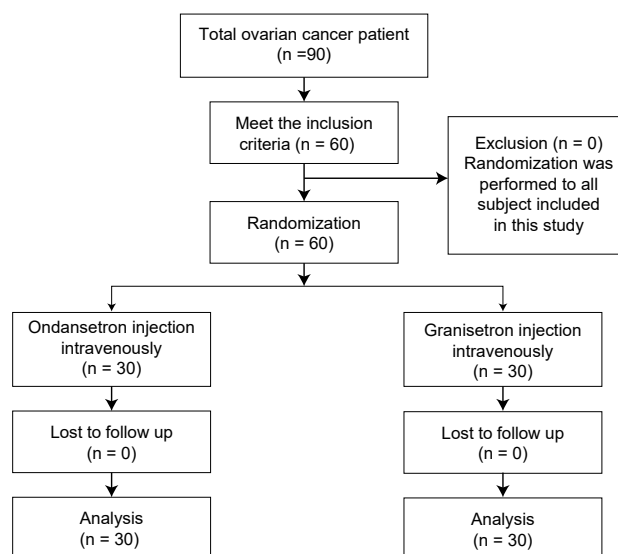 Total ovarian cancer patient
(n =90)
Meet the inclusion
criteria (n = 60)
Exclusion (n = 0)
Randomization was
performed to all
subject included
in this study
Randomization
(n = 60)
Ondansetron injection
intravenously
(n = 30)
Granisetron injection
intravenously
(n = 30)
Lost to follow up
(n = 0)
Lost to follow up
(n = 0)
Analysis
(n = 30)
Analysis
(n = 30)